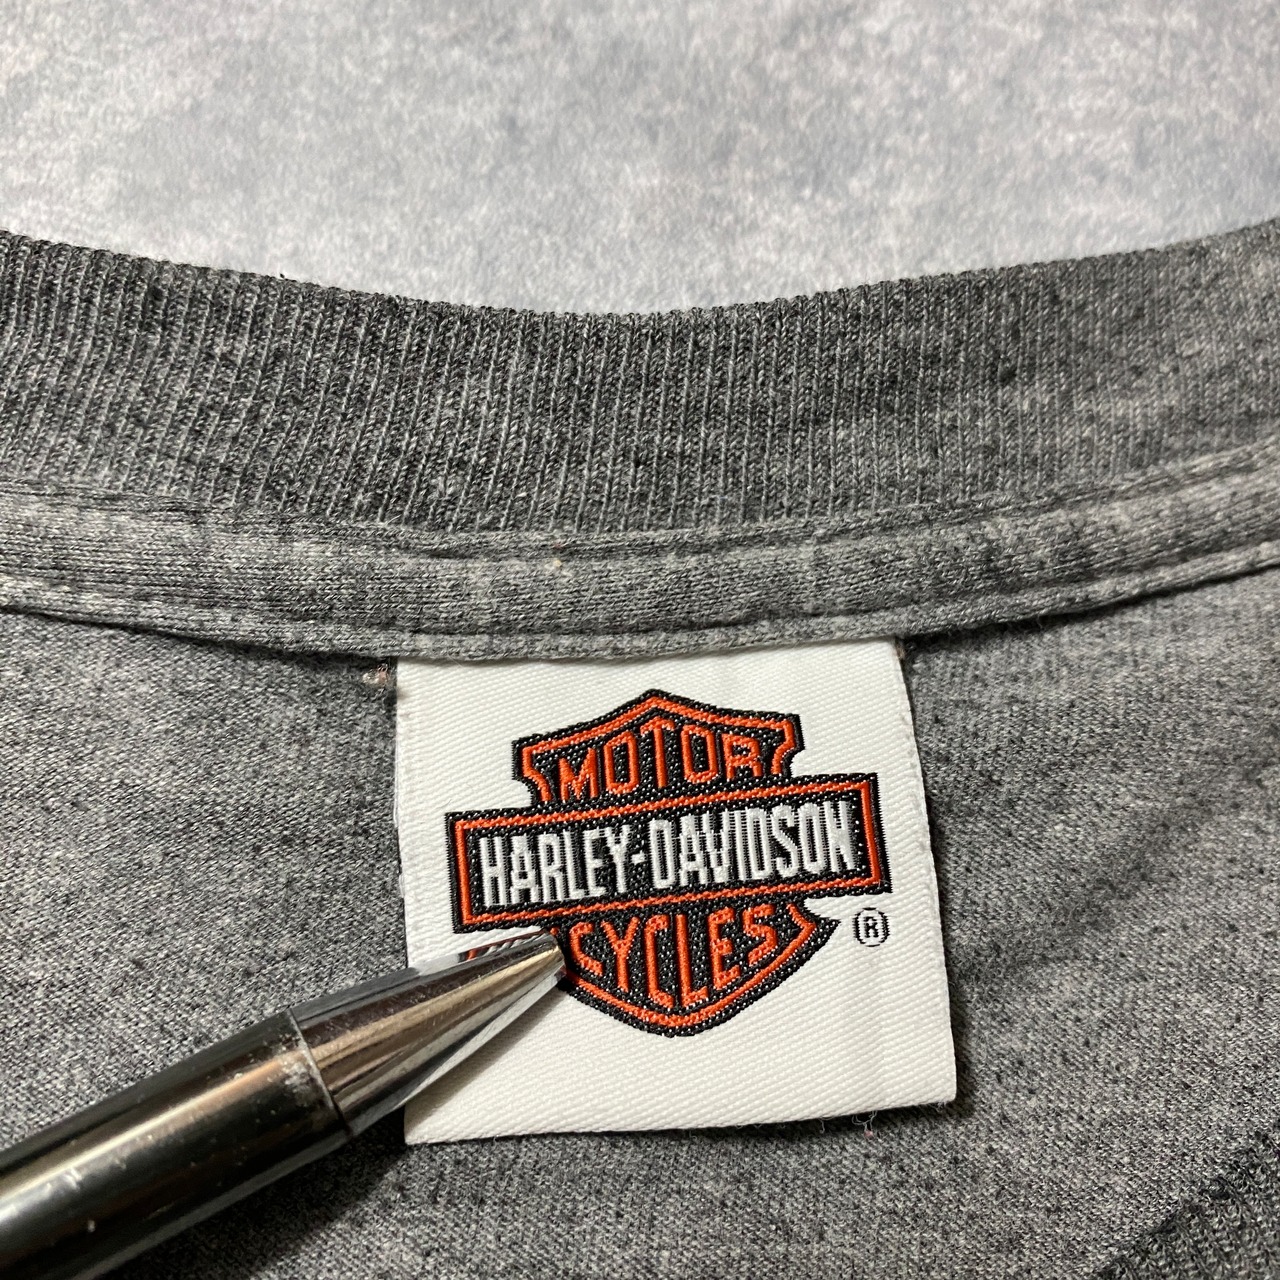 MOTOR
HARLEY-DAVIDSON
CYCLES
®